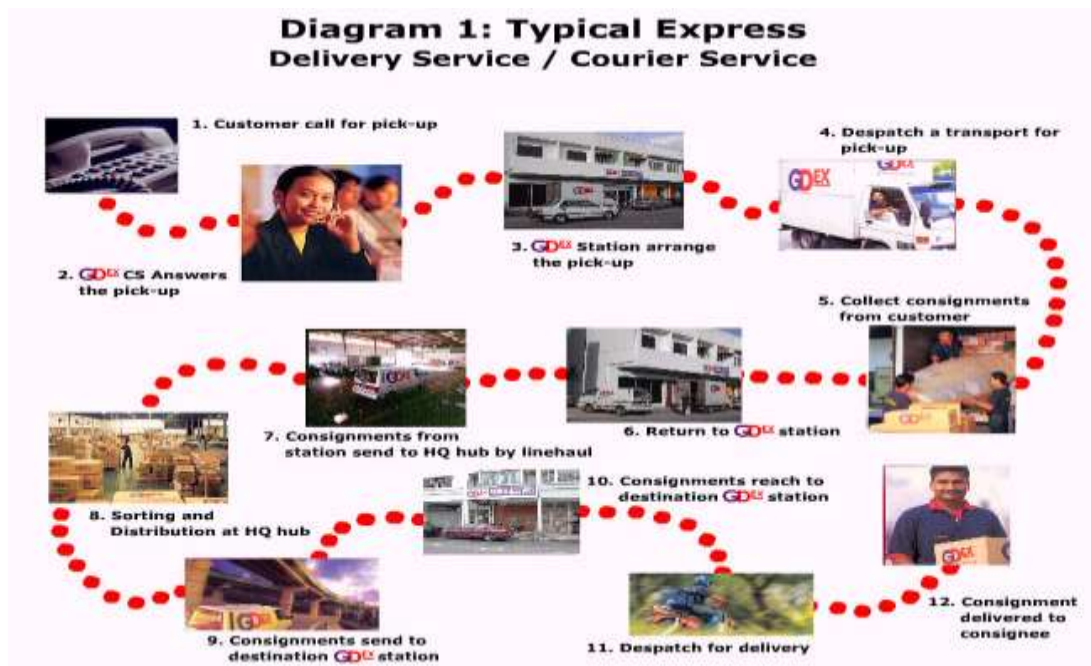 Diagram 1: Typical Express
Delivery Service / Courier Service
1. Customer call for pick-up
2. GDEX CS Answers
the pick-up
3. GDEX Station arrange
the pick-up
4. Despatch a transport for
pick-up
GDEX
GDEX
5. Collect consignments
from customer
6. Return to GDEX station
7. Consignments from
station send to HQ hub by linehaul
8. Sorting and
Distribution at HQ hub
9. Consignments send to
destination GDEX station
10. Consignments reach to
destination GDEX station
11. Despatch for delivery
12. Consignment
delivered to
consignee
GDEX